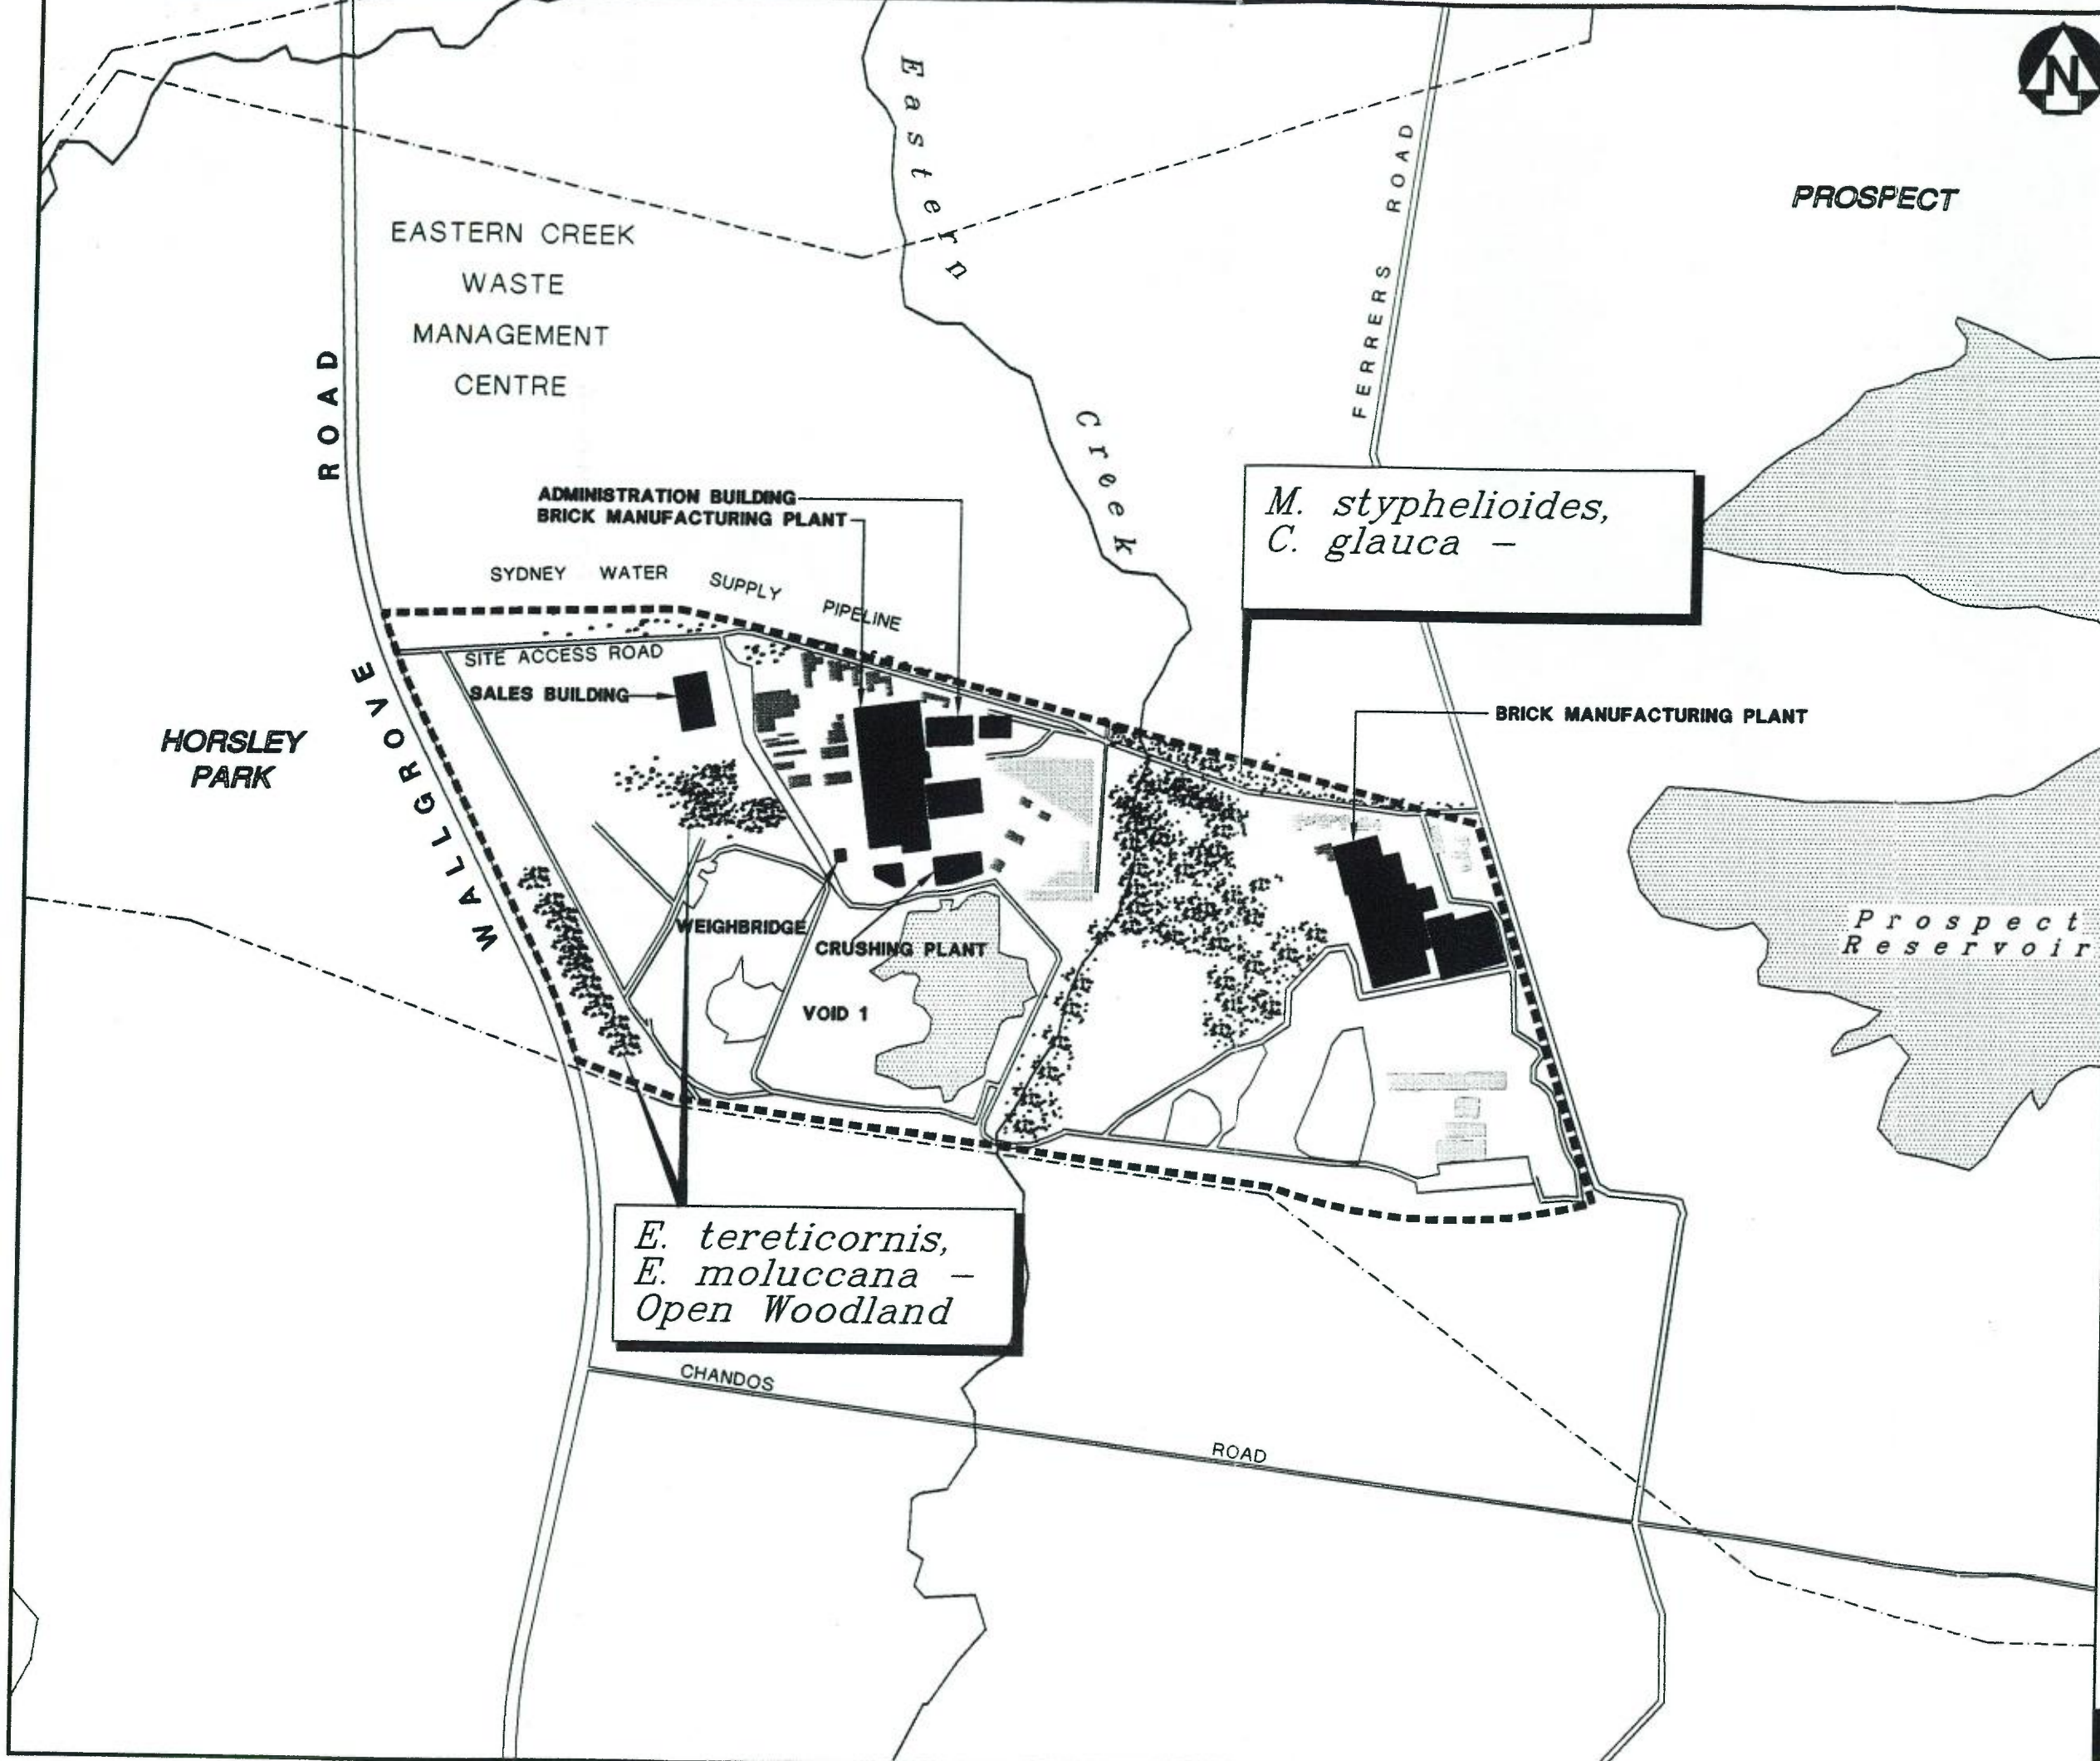 N
Eastern
Creek
FERRERS ROAD
PROSPECT
EASTERN CREEK
WASTE
MANAGEMENT
CENTRE
WALLGROVE ROAD
ADMINISTRATION BUILDING
BRICK MANUFACTURING PLANT
M. styphelioides,
C. glauca –
SYDNEY WATER SUPPLY PIPELINE
SITE ACCESS ROAD
SALES BUILDING
BRICK MANUFACTURING PLANT
HORSLEY
PARK
WEIGHBRIDGE
CRUSHING PLANT
VOID 1
Prospect
Reservoir
E. tereticornis,
E. moluccana –
Open Woodland
CHANDOS ROAD